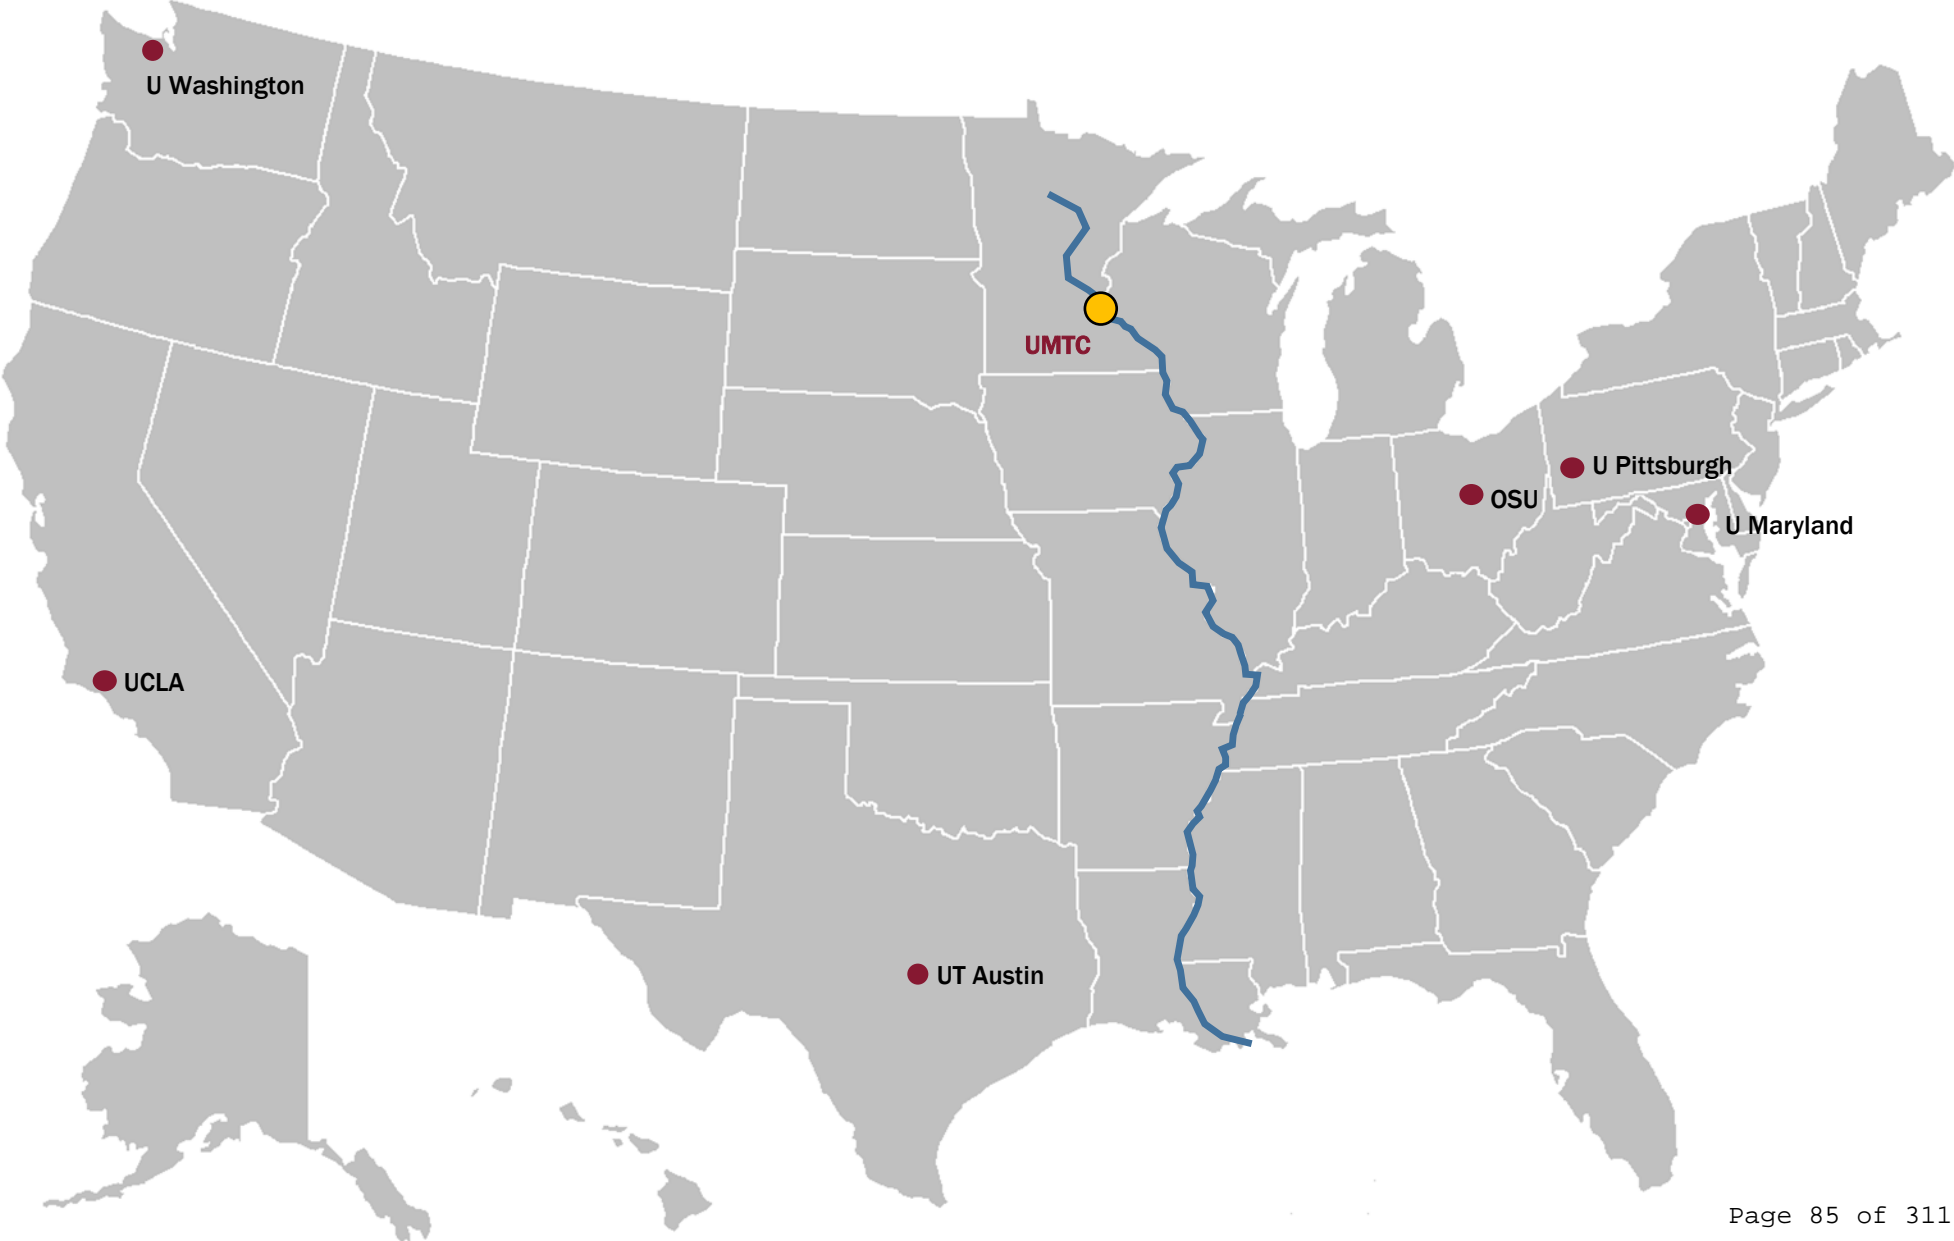 U Washington
UMTC
U Pittsburgh
OSU
U Maryland
UCLA
UT Austin
Page 85 of 311